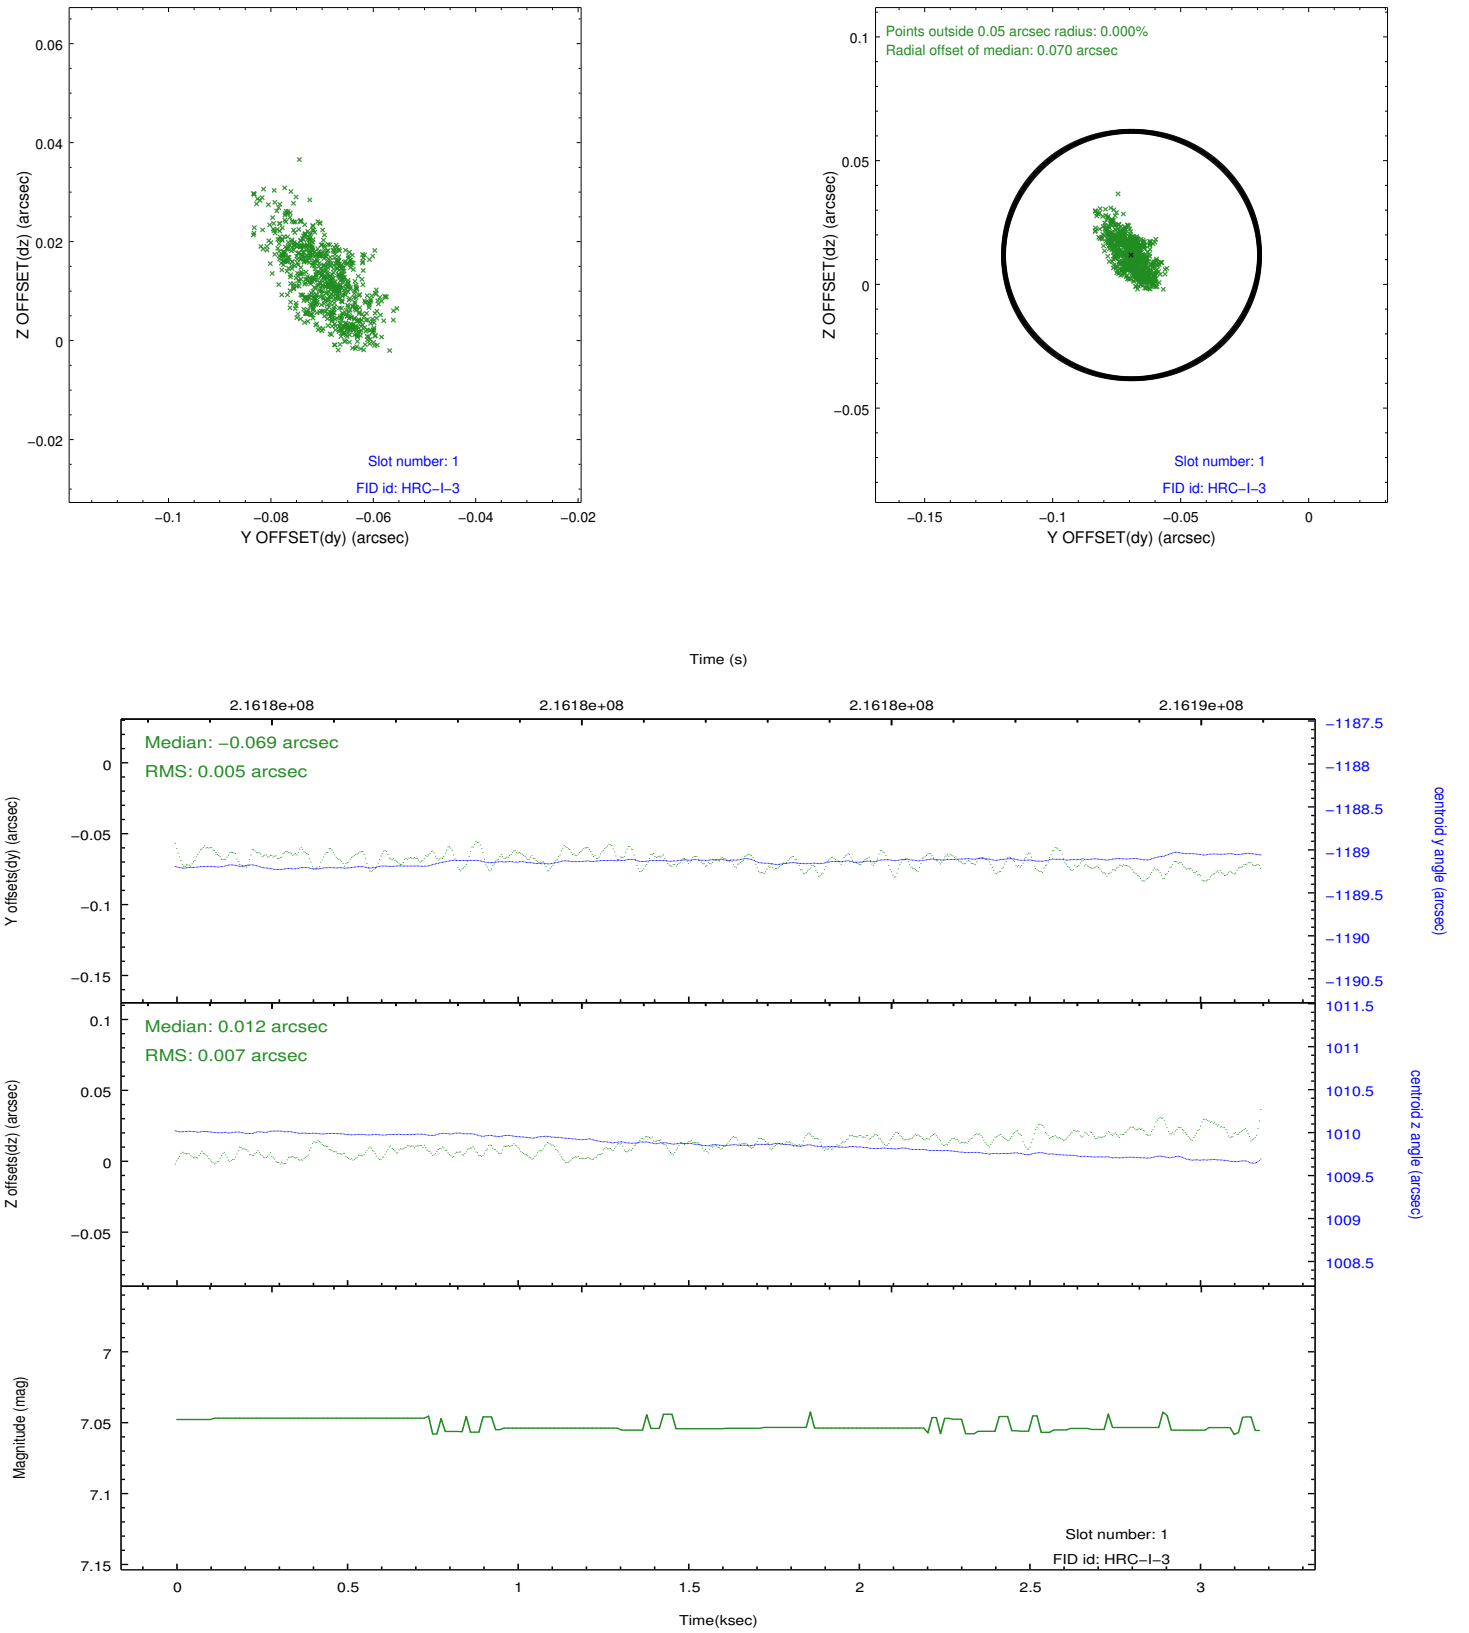 0.06
0.04
0.02
0
−0.02
Z OFFSET(dz) (arcsec)
Slot number: 1
FID id: HRC−I−3
−0.1
−0.08
−0.06
−0.04
−0.02
Y OFFSET(dy) (arcsec)
Points outside 0.05 arcsec radius: 0.000%
Radial offset of median: 0.070 arcsec
0.1
0.05
0
−0.05
Z OFFSET(dz) (arcsec)
Slot number: 1
FID id: HRC−I−3
−0.15
−0.1
−0.05
0
Y OFFSET(dy) (arcsec)
Time (s)
2.1618e+08
2.1618e+08
2.1618e+08
2.1619e+08
Median: −0.069 arcsec
RMS: 0.005 arcsec
0
−0.05
−0.1
−0.15
Y offsets(dy) (arcsec)
−1187.5
−1188
−1188.5
−1189
−1189.5
−1190
−1190.5
centroid y angle (arcsec)
Median: 0.012 arcsec
RMS: 0.007 arcsec
0.1
0.05
0
−0.05
Z offsets(dz) (arcsec)
1011.5
1011
1010.5
1010
1009.5
1009
1008.5
centroid z angle (arcsec)
7
7.05
7.1
7.15
Magnitude (mag)
Slot number: 1
FID id: HRC−I−3
0
0.5
1
1.5
2
2.5
3
Time(ksec)